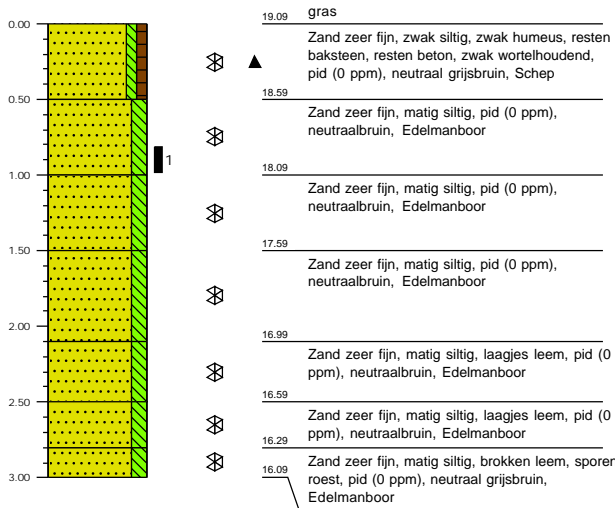 0.00
0.50
1.00
1.50
2.00
2.50
3.00
1
19.09
gras
Zand zeer fijn, zwak siltig, zwak humeus, resten
baksteen, resten beton, zwak wortelhoudend,
pid (0 ppm), neutraal grijsbruin, Schep
18.59
Zand zeer fijn, matig siltig, pid (0 ppm),
neutraalbruin, Edelmanboor
18.09
Zand zeer fijn, matig siltig, pid (0 ppm),
neutraalbruin, Edelmanboor
17.59
Zand zeer fijn, matig siltig, pid (0 ppm),
neutraalbruin, Edelmanboor
16.99
Zand zeer fijn, matig siltig, laagjes leem, pid (0
ppm), neutraalbruin, Edelmanboor
16.59
Zand zeer fijn, matig siltig, laagjes leem, pid (0
ppm), neutraalbruin, Edelmanboor
16.29
Zand zeer fijn, matig siltig, brokken leem, sporen
roest, pid (0 ppm), neutraal grijsbruin,
Edelmanboor
16.09